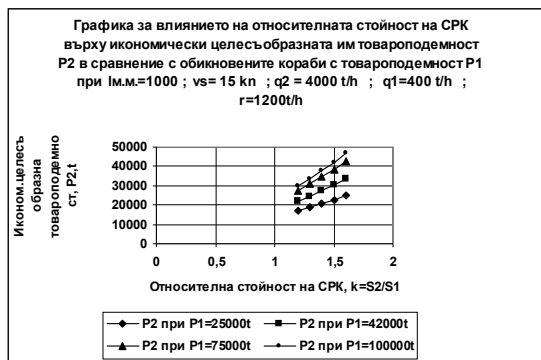 Графика за влиянието на относителната стойност на СРК
върху икономически целесъобразната им товароподемност
P2 в сравнение с обикновените кораби с товароподемност P1
при lм.м.=1000 ; vs= 15 kn ; q2 = 4000 t/h ; q1=400 t/h ;
r=1200t/h
Иконом.целесъ
образна
товароподемно
ст, P2,t
50000
40000
30000
20000
10000
0
0 0,5 1 1,5 2
Относителна стойност на СРК, k=S2/S1
P2 при P1=25000t P2 при P1=42000t
P2 при P1=75000t P2 при P1=100000t